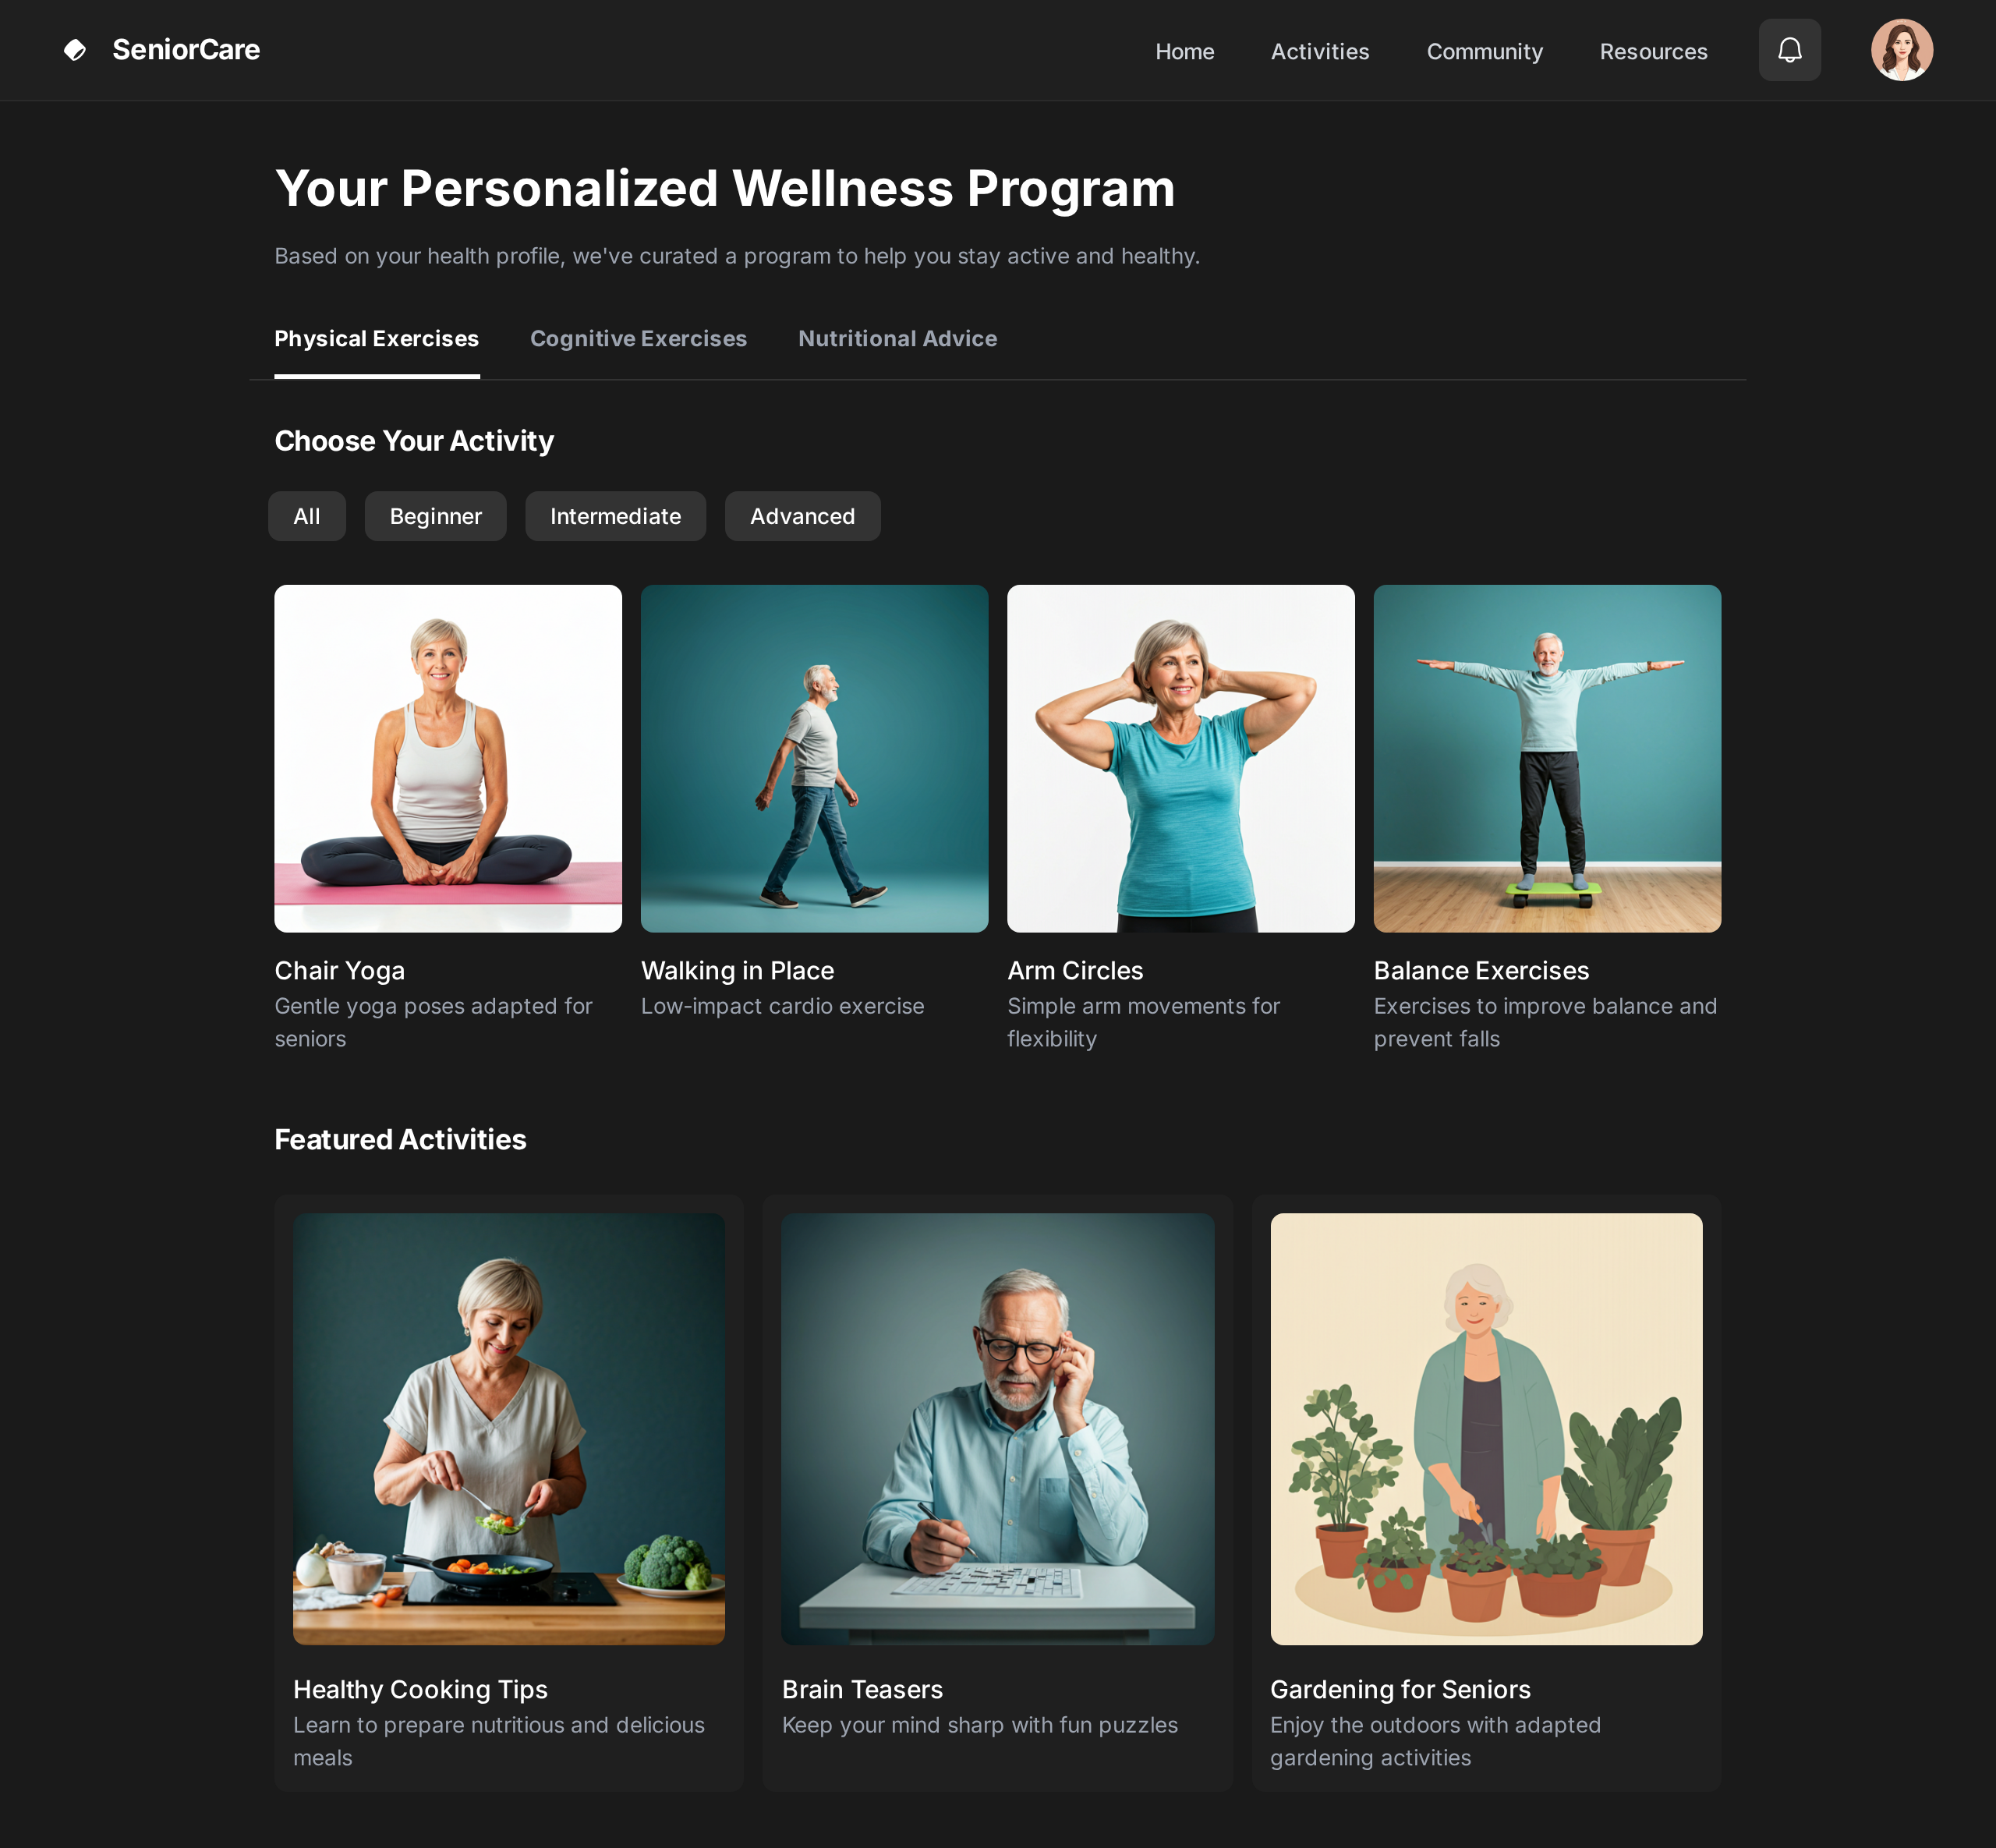 SeniorCare
Home
Activities
Community
Resources
Your Personalized Wellness Program
Based on your health profile, we've curated a program to help you stay active and healthy.
Physical Exercises
Cognitive Exercises
Nutritional Advice
Choose Your Activity
All
Beginner
Intermediate
Advanced
Chair Yoga
Gentle yoga poses adapted for
seniors
Walking in Place
Low-impact cardio exercise
Arm Circles
Simple arm movements for
flexibility
Balance Exercises
Exercises to improve balance and
prevent falls
Featured Activities
Healthy Cooking Tips
Learn to prepare nutritious and delicious
meals
Brain Teasers
Keep your mind sharp with fun puzzles
Gardening for Seniors
Enjoy the outdoors with adapted
gardening activities